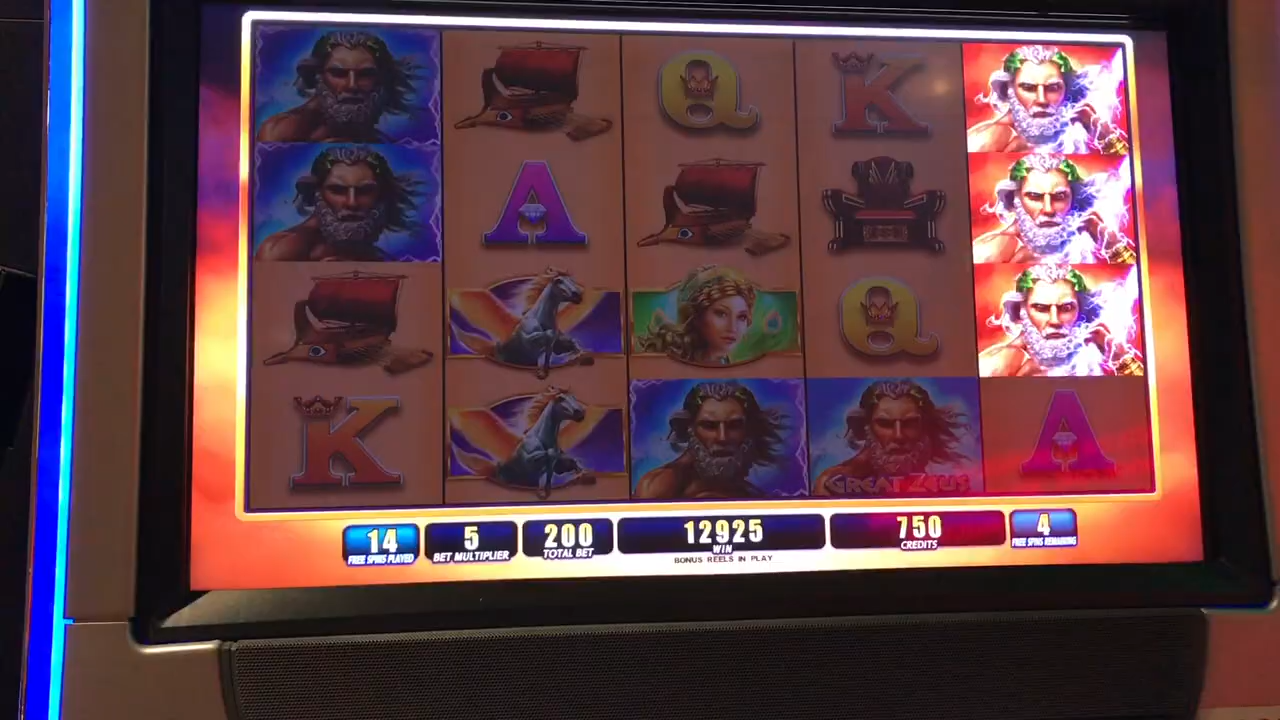 Q K
A
Q
K GREAT ZEUS A
14 5 200 12925 750 4
FREE SPINS PLAYED BET MULTIPLIER TOTAL BET WIN CREDITS FREE SPINS REMAINING
BONUS REELS IN PLAY